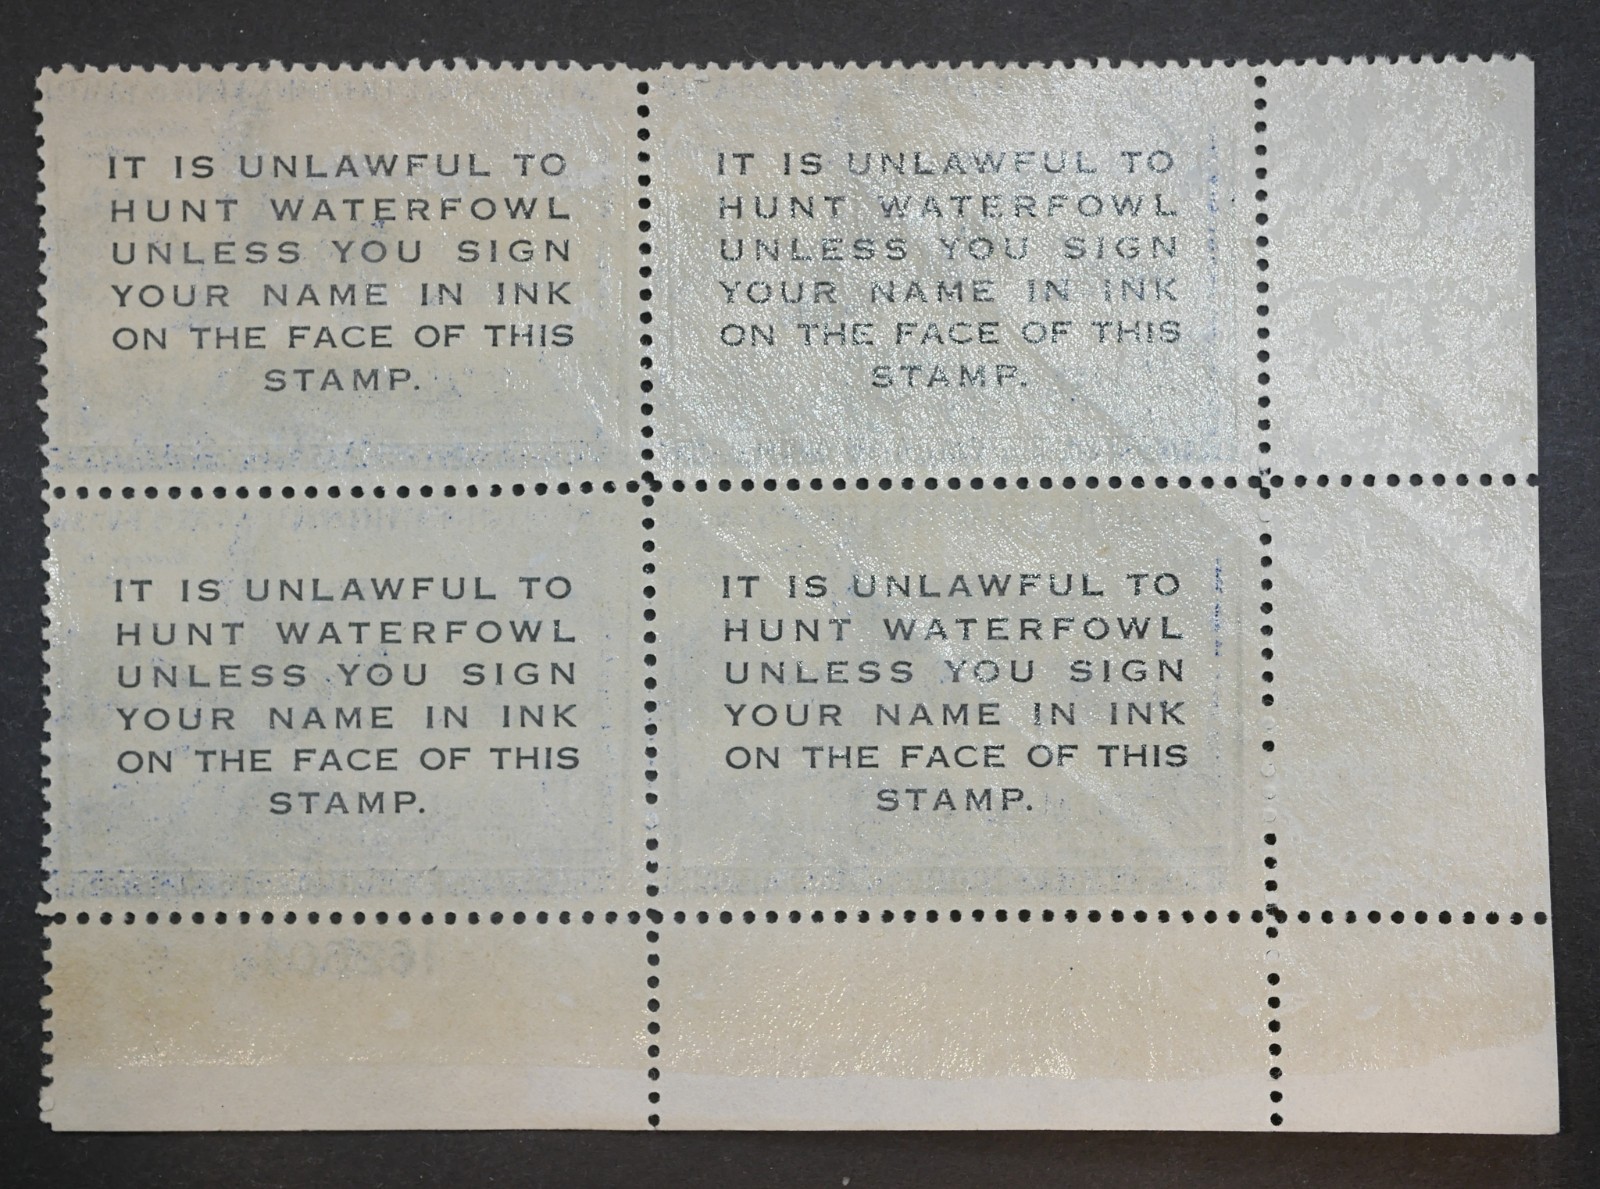 IT IS UNLAWFUL TO
HUNT WATERFOWL
UNLESS YOU SIGN
YOUR NAME IN INK
ON THE FACE OF THIS
STAMP.
IT IS UNLAWFUL TO
HUNT WATERFOWL
UNLESS YOU SIGN
YOUR NAME IN INK
ON THE FACE OF THIS
STAMP.
IT IS UNLAWFUL TO
HUNT WATERFOWL
UNLESS YOU SIGN
YOUR NAME IN INK
ON THE FACE OF THIS
STAMP.
IT IS UNLAWFUL TO
HUNT WATERFOWL
UNLESS YOU SIGN
YOUR NAME IN INK
ON THE FACE OF THIS
STAMP.